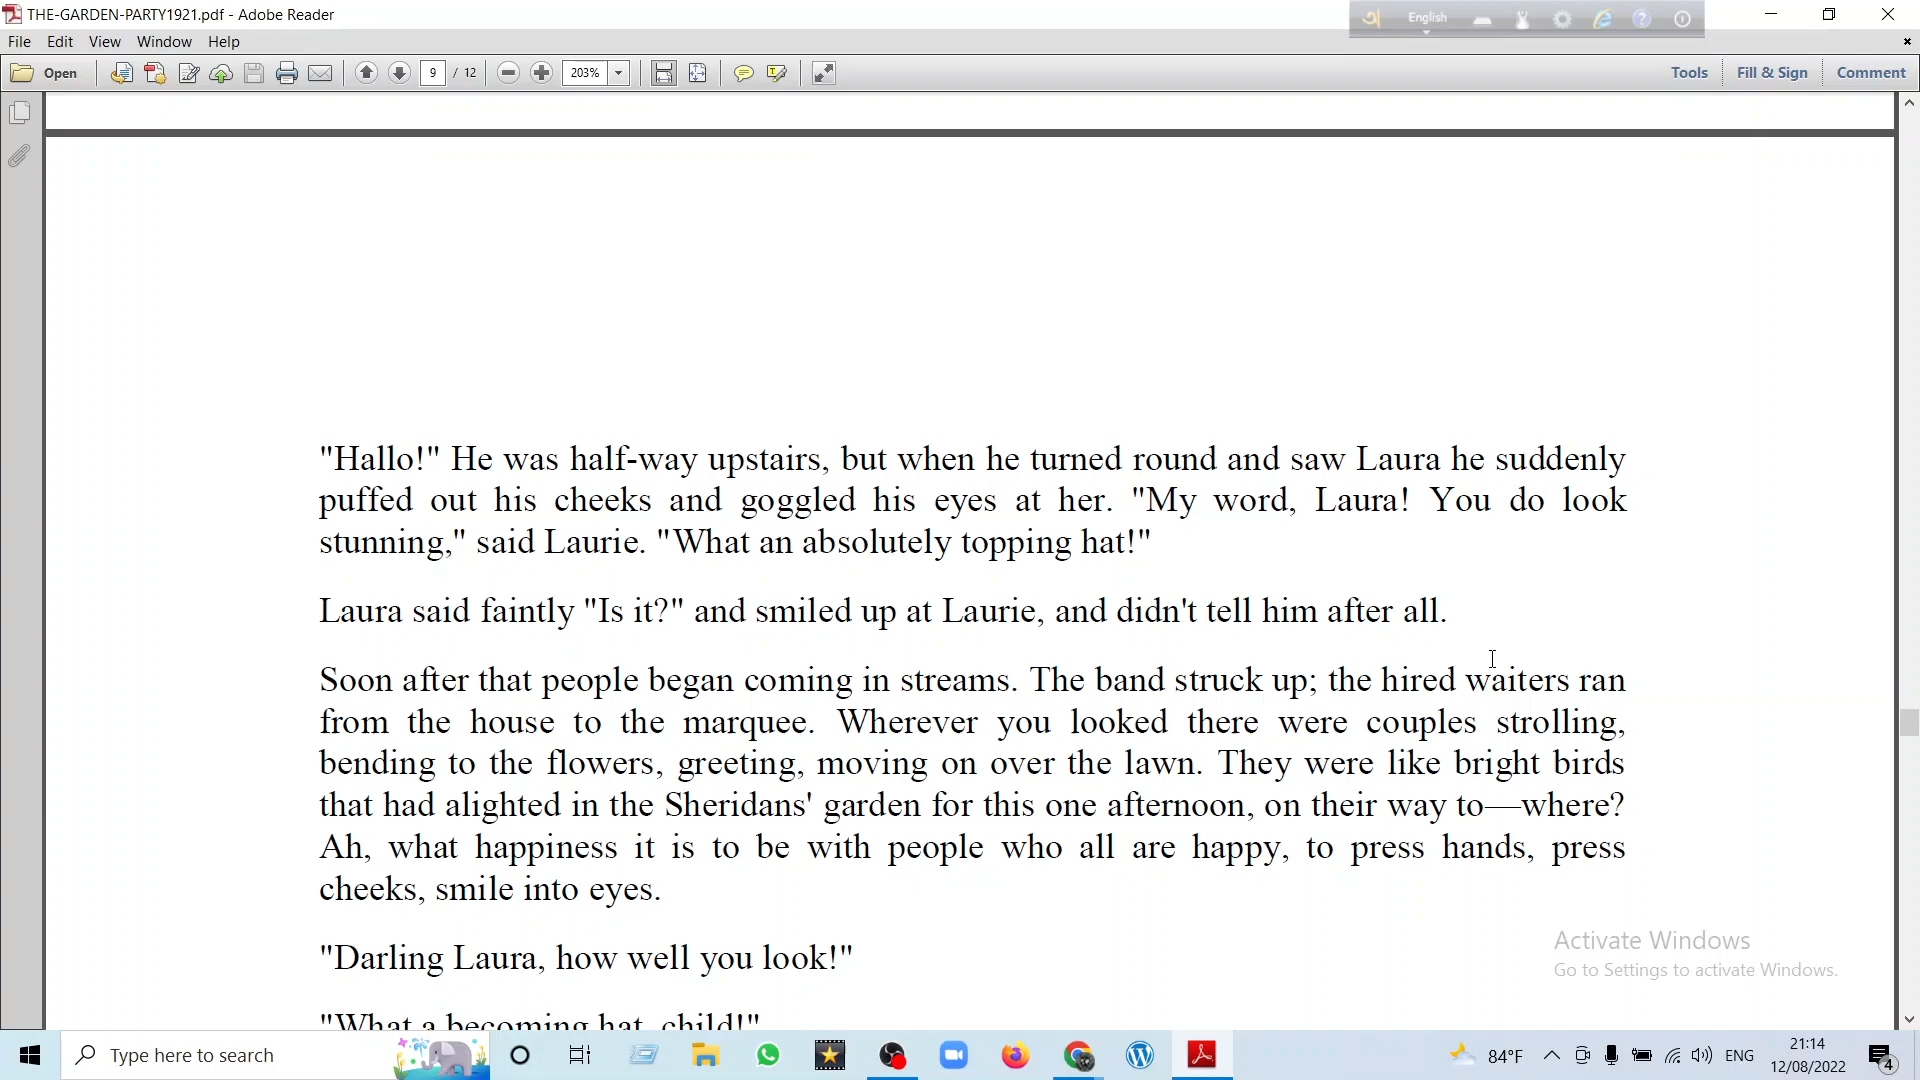 THE-GARDEN-PARTY1921.pdf - Adobe Reader
English
File Edit View Window Help
Open 9 / 12 203% Tools Fill & Sign Comment
"Hallo!" He was half-way upstairs, but when he turned round and saw Laura he suddenly
puffed out his cheeks and goggled his eyes at her. "My word, Laura! You do look
stunning," said Laurie. "What an absolutely topping hat!"
Laura said faintly "Is it?" and smiled up at Laurie, and didn't tell him after all.
Soon after that people began coming in streams. The band struck up; the hired waiters ran
from the house to the marquee. Wherever you looked there were couples strolling,
bending to the flowers, greeting, moving on over the lawn. They were like bright birds
that had alighted in the Sheridans' garden for this one afternoon, on their way to—where?
Ah, what happiness it is to be with people who all are happy, to press hands, press
cheeks, smile into eyes.
"Darling Laura, how well you look!"
"What a becoming hat, child!"
Activate Windows
Go to Settings to activate Windows.
Type here to search
84°F
ENG
21:14
12/08/2022
4